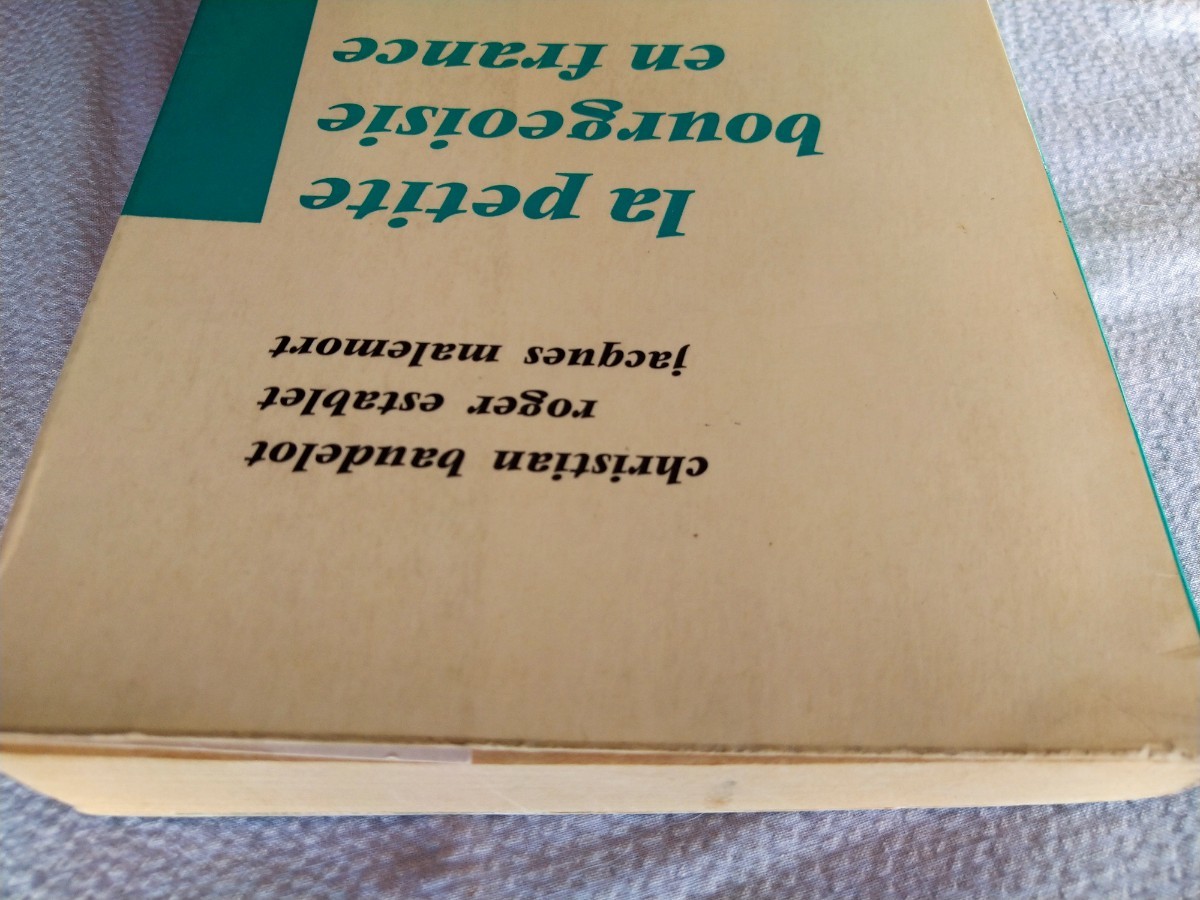 christian baudelot
roger establet
jacques malemort
la petite
bourgeoisie
en france